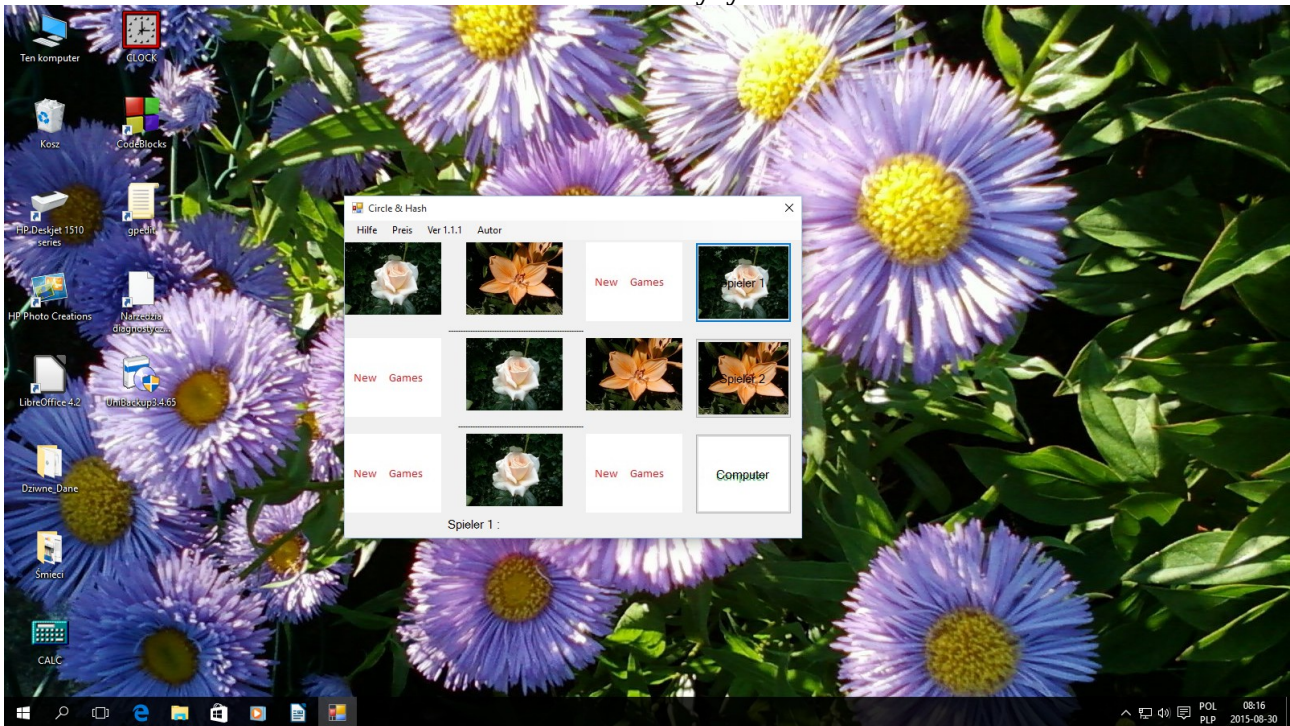 Ten komputer
CLOCK
Kosz
CodeBlocks
HP Deskjet 1510
series
gpedit
HP Photo Creations
Narzędzia
diagnostycz...
LibreOffice 4.2
UniBackup3.4.65
Dziwne_Dane
Śmieci
CALC
Circle & Hash
Hilfe Preis Ver 1.1.1 Autor
New Games
Spieler 1
New Games
Spieler 2
New Games
New Games
Computer
Spieler 1 :
POL
PLP
08:16
2015-08-30